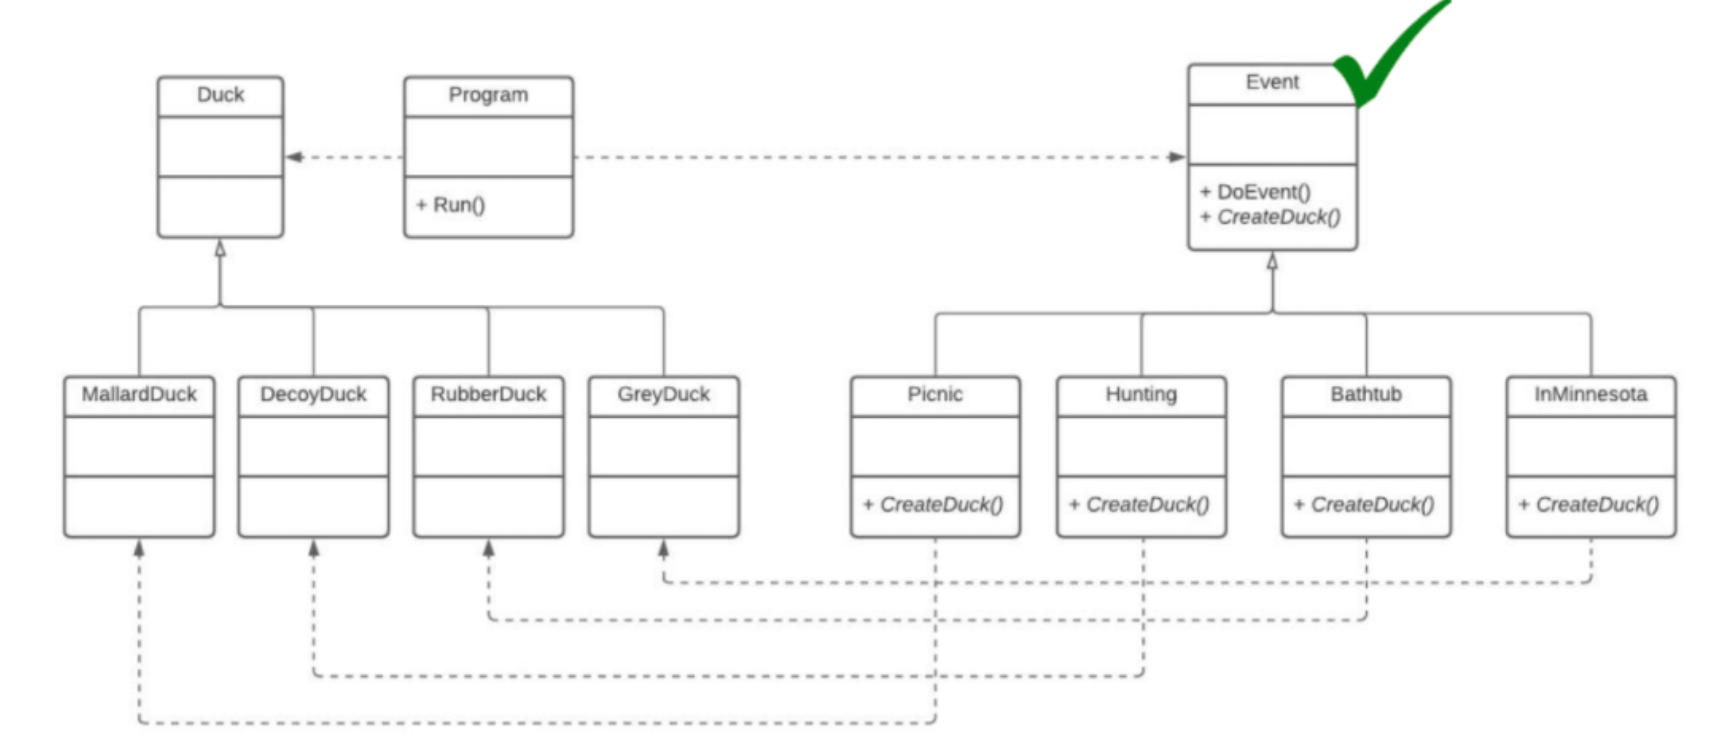 Duck
Program
+ Run()
Event
+ DoEvent()
+ CreateDuck()
MallardDuck
DecoyDuck
RubberDuck
GreyDuck
Picnic
+ CreateDuck()
Hunting
+ CreateDuck()
Bathtub
+ CreateDuck()
InMinnesota
+ CreateDuck()